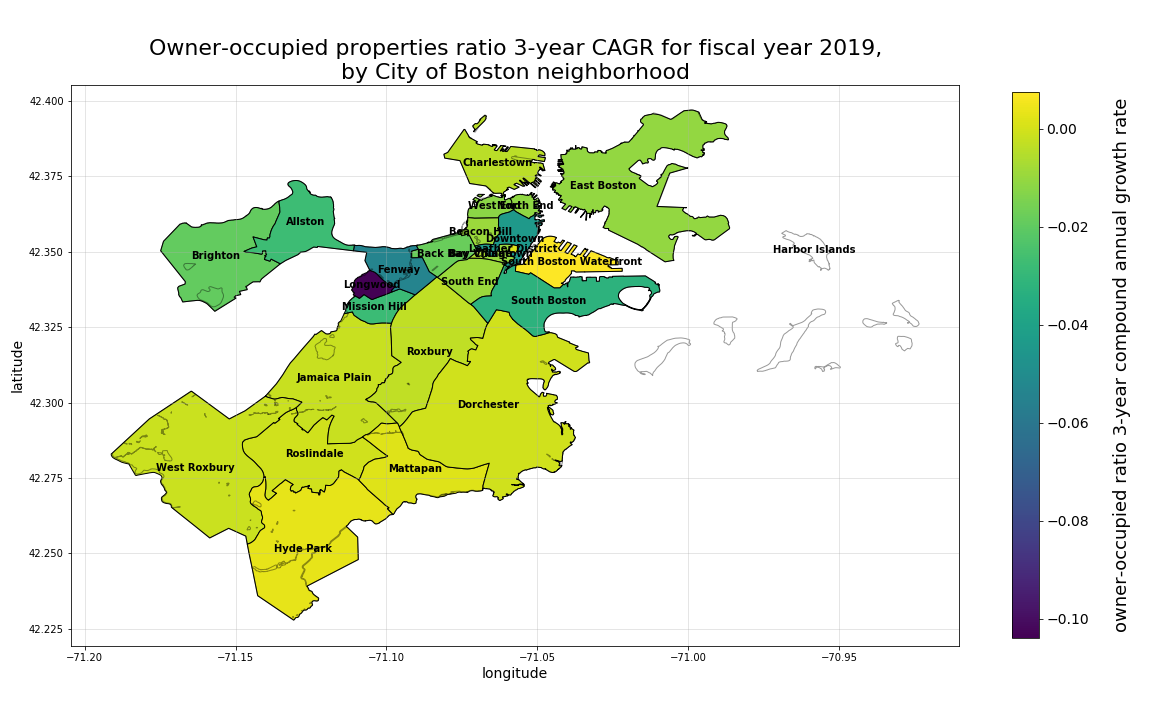 Owner-occupied properties ratio 3-year CAGR for fiscal year 2019,
by City of Boston neighborhood
42.400
42.375
42.350
42.325
42.300
42.275
42.250
42.225
latitude
−71.20
−71.15
−71.10
−71.05
−71.00
−70.95
longitude
Charlestown
East Boston
West End
North End
Allston
Beacon Hill
Downtown
Leather District
Brighton
Back Bay
Bay Village
Chinatown
South Boston Waterfront
Harbor Islands
Fenway
Longwood
South End
Mission Hill
South Boston
Roxbury
Jamaica Plain
Dorchester
Roslindale
West Roxbury
Mattapan
Hyde Park
0.00
−0.02
−0.04
−0.06
−0.08
−0.10
owner-occupied ratio 3-year compound annual growth rate